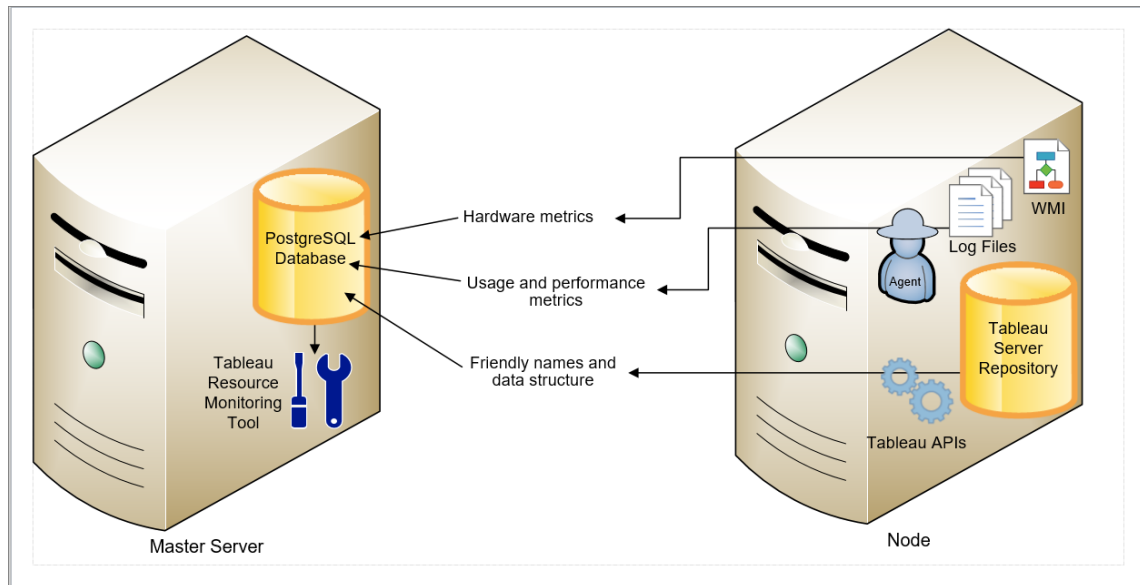 PostgreSQL
Database
Tableau
Resource
Monitoring
Tool
Master Server
Hardware metrics
Usage and performance
metrics
Friendly names and
data structure
WMI
Log Files
Agent
Tableau
Server
Repository
Tableau APIs
Node